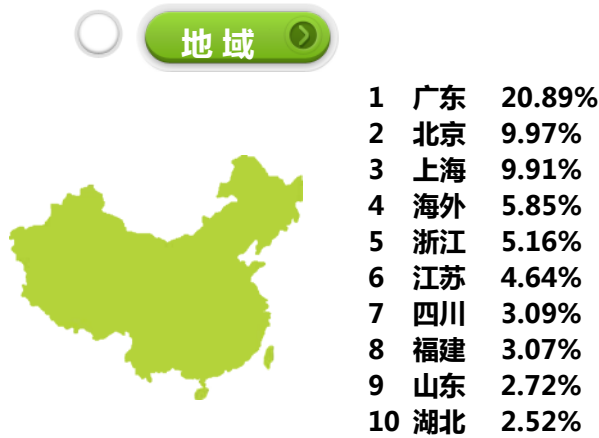 地域
1 广东 20.89%
2 北京 9.97%
3 上海 9.91%
4 海外 5.85%
5 浙江 5.16%
6 江苏 4.64%
7 四川 3.09%
8 福建 3.07%
9 山东 2.72%
10 湖北 2.52%